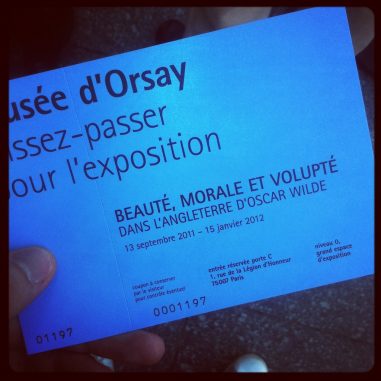 usée d'Orsay
issez-passer
our l'exposition
BEAUTÉ, MORALE ET VOLUPTÉ
DANS L'ANGLETERRE D'OSCAR WILDE
13 septembre 2011 – 15 janvier 2012
coupon à conserver
par le visiteur
pour contrôle éventuel
entrée réservée porte C
1, rue de la Légion d'Honneur
75007 Paris
niveau 0,
grand espace
d'exposition
01197
0001197